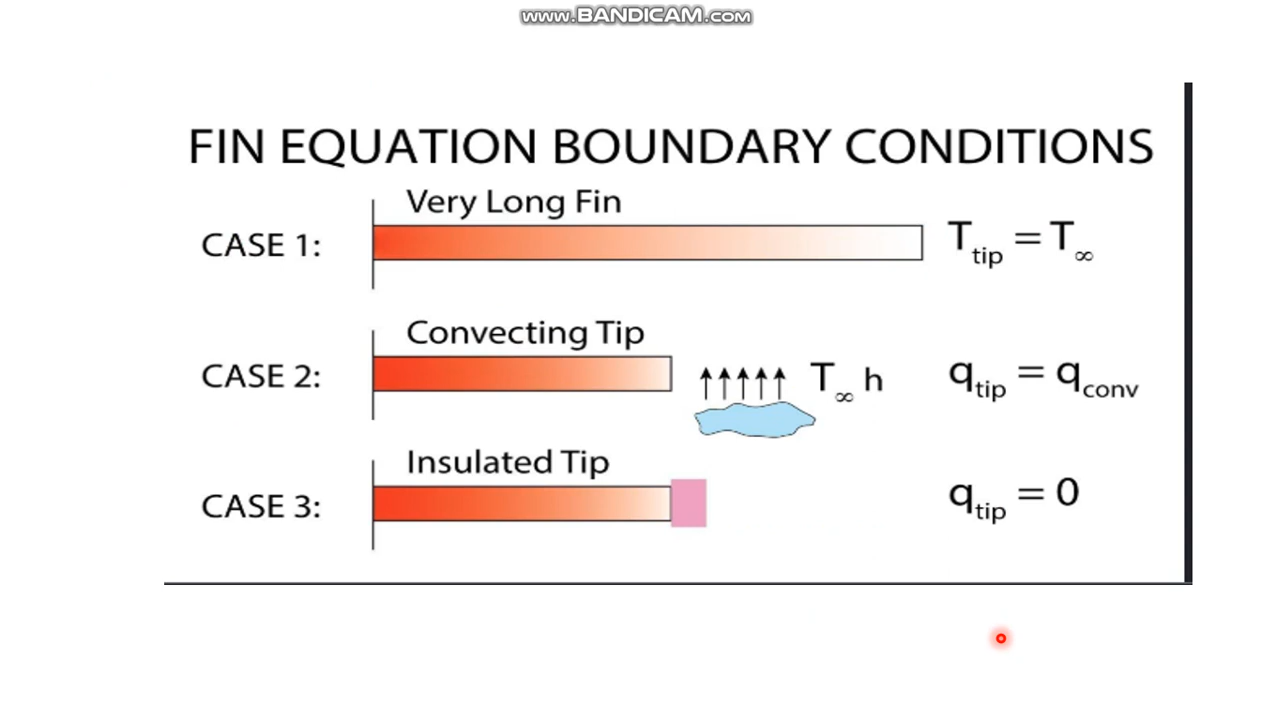 www.BANDICAM.com
FIN EQUATION BOUNDARY CONDITIONS
Very Long Fin
CASE 1:
T_tip = T_∞
Convecting Tip
CASE 2:
T_∞ h
q_tip = q_conv
Insulated Tip
CASE 3:
q_tip = 0